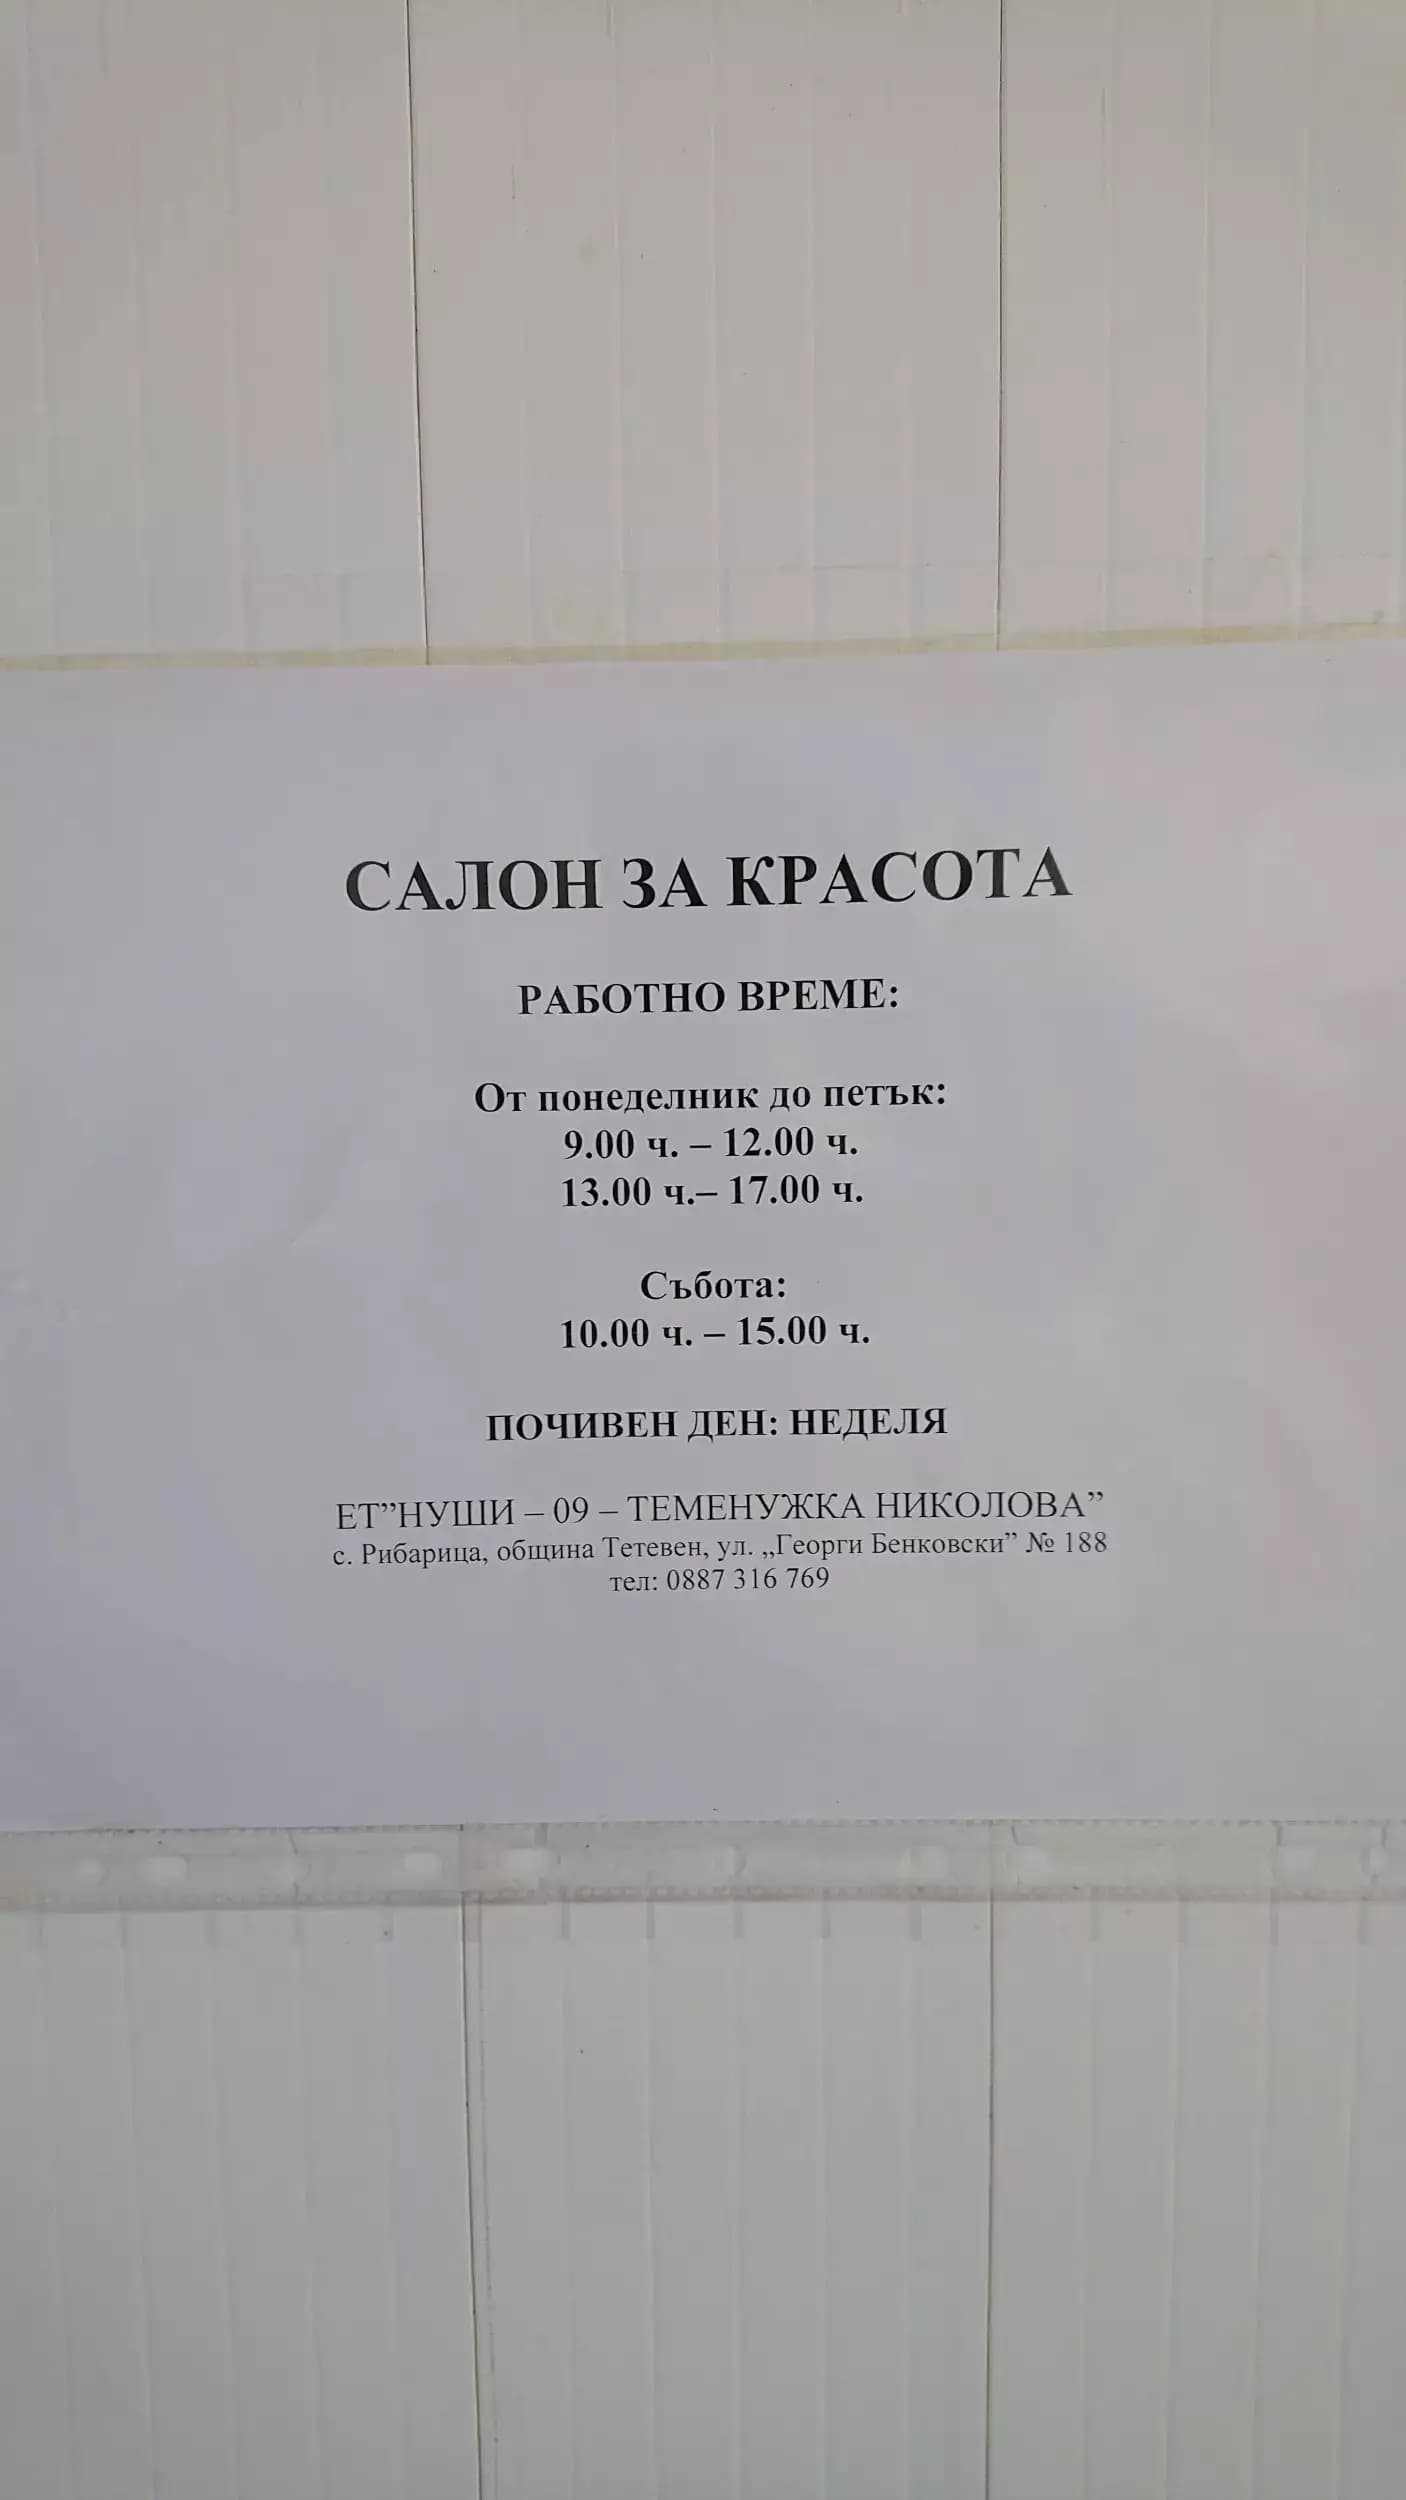 САЛОН ЗА КРАСОТА
РАБОТНО ВРЕМЕ:
От понеделник до петък:
9.00 ч. – 12.00 ч.
13.00 ч.– 17.00 ч.
Събота:
10.00 ч. – 15.00 ч.
ПОЧИВЕН ДЕН: НЕДЕЛЯ
ЕТ”НУШИ – 09 – ТЕМЕНУЖКА НИКОЛОВА”
с. Рибарица, община Тетевен, ул. „Георги Бенковски” № 188
тел: 0887 316 769